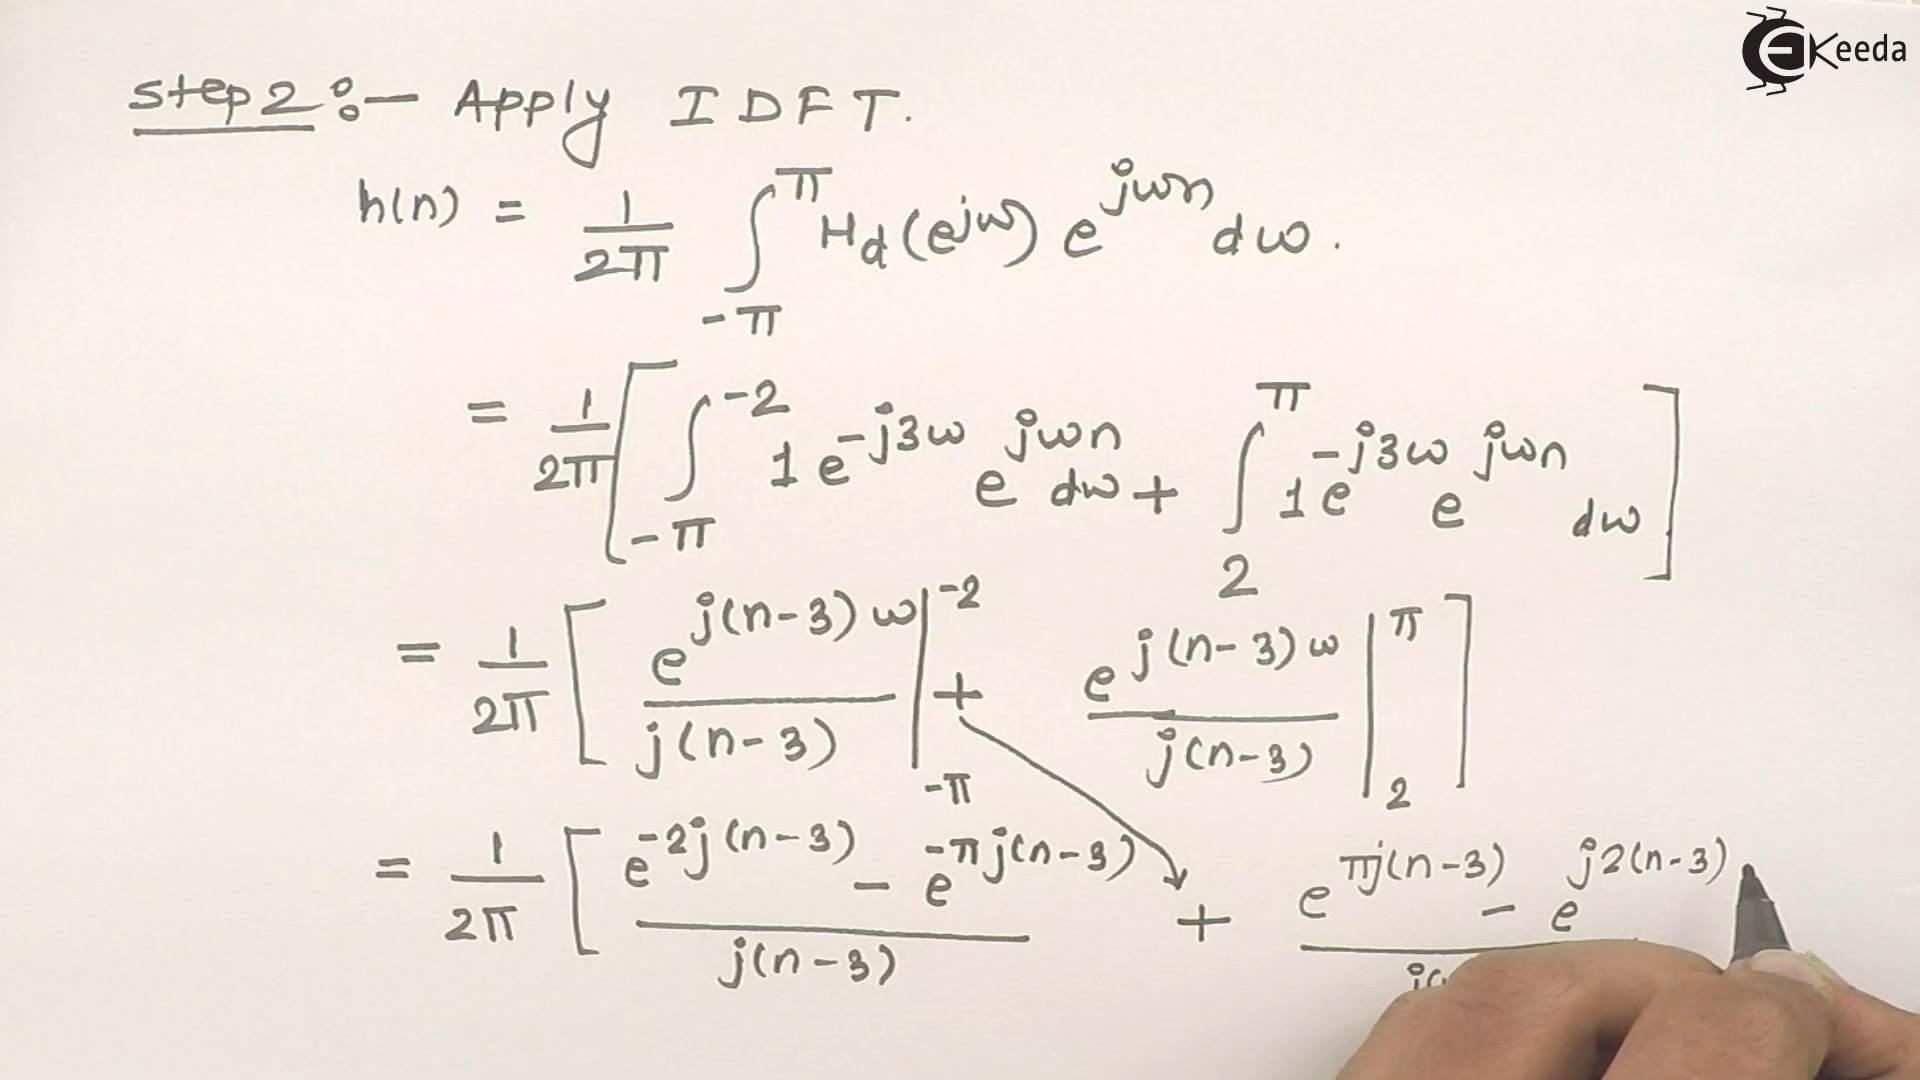 EKeeda
Step 2 :- Apply IDFT.
h(n) = 1/2π ∫_{-π}^{π} Hd(e^{jω}) e^{jωn} dω.
= 1/2π [ ∫_{-π}^{-2} 1 e^{-j3ω} e^{jωn} dω + ∫_{2}^{π} 1 e^{-j3ω} e^{jωn} dω ]
= 1/2π [ e^{j(n-3)ω} / j(n-3) |_{-π}^{-2} + e^{j(n-3)ω} / j(n-3) |_{2}^{π} ]
= 1/2π [ e^{-2j(n-3)} - e^{-πj(n-3)} / j(n-3) + e^{πj(n-3)} - e^{j2(n-3)} / j(